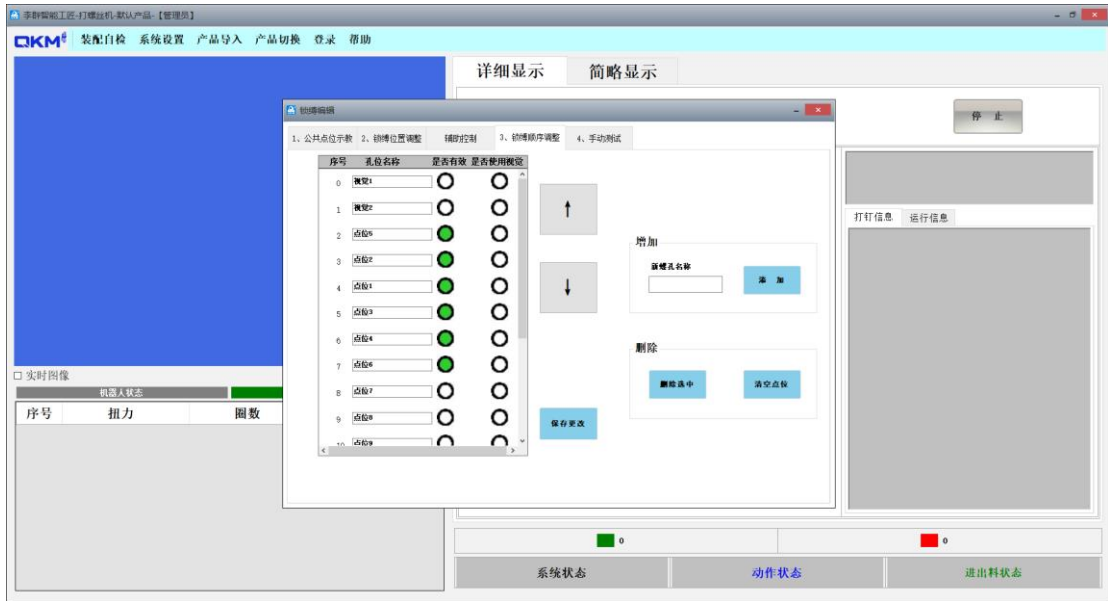 李群智能工匠-打螺丝机-默认产品-【管理员】
QKM 装配自检 系统设置 产品导入 产品切换 登录 帮助
详细显示 简略显示
停 止
锁缚编辑
1、公共点位示教 2、锁缚位置调整 辅助控制 3、锁缚顺序调整 4、手动测试
序号 孔位名称 是否有效 是否使用视觉
0 视觉1
1 视觉2
2 点位5
3 点位2
4 点位1
5 点位3
6 点位4
7 点位6
8 点位7
9 点位8
10 点位9
↑
↓
保存更改
增加
新螺孔名称
添 加
删除
删除选中 清空点位
打钉信息 运行信息
实时图像
机器人状态
序号 扭力 圈数
0 0
系统状态 动作状态 进出料状态